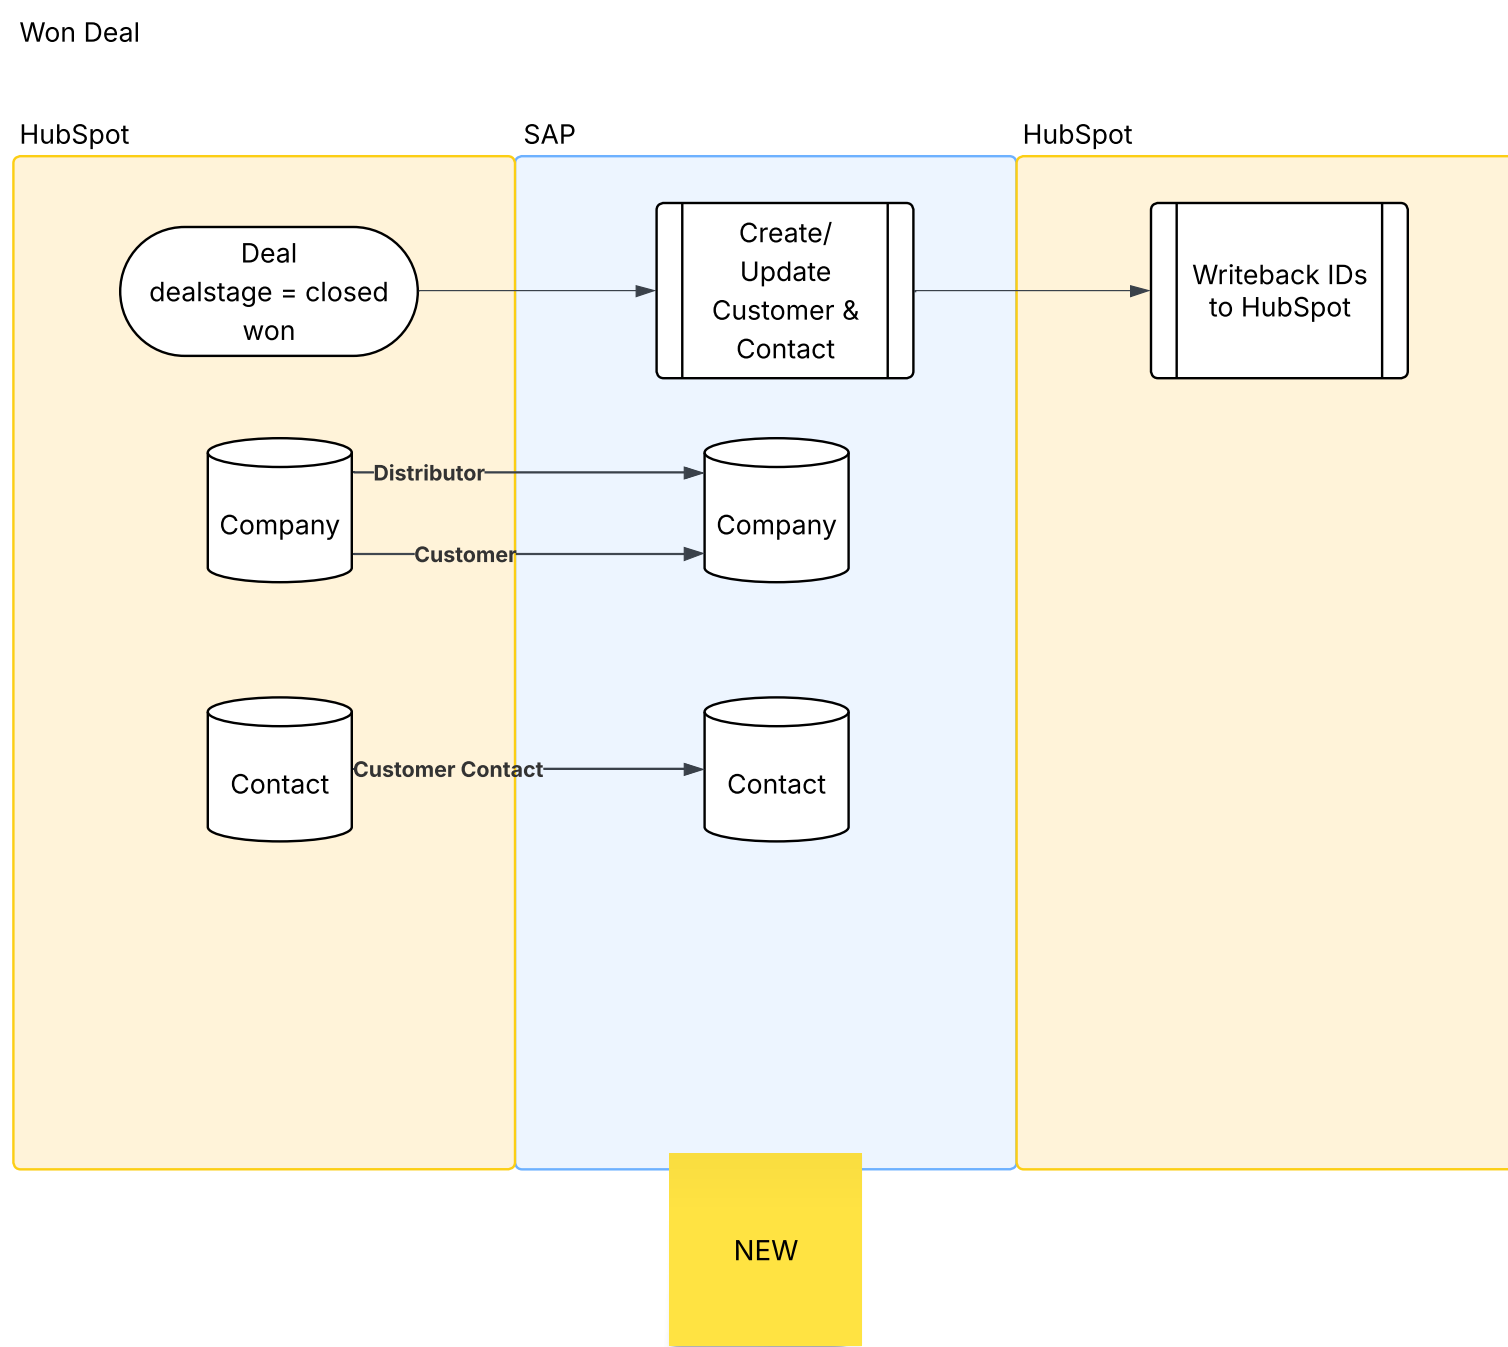 Won Deal
HubSpot
SAP
HubSpot
Deal
dealstage = closed
won
Create/
Update
Customer &
Contact
Writeback IDs
to HubSpot
Company
Distributor
Customer
Company
Contact
Customer Contact
Contact
NEW